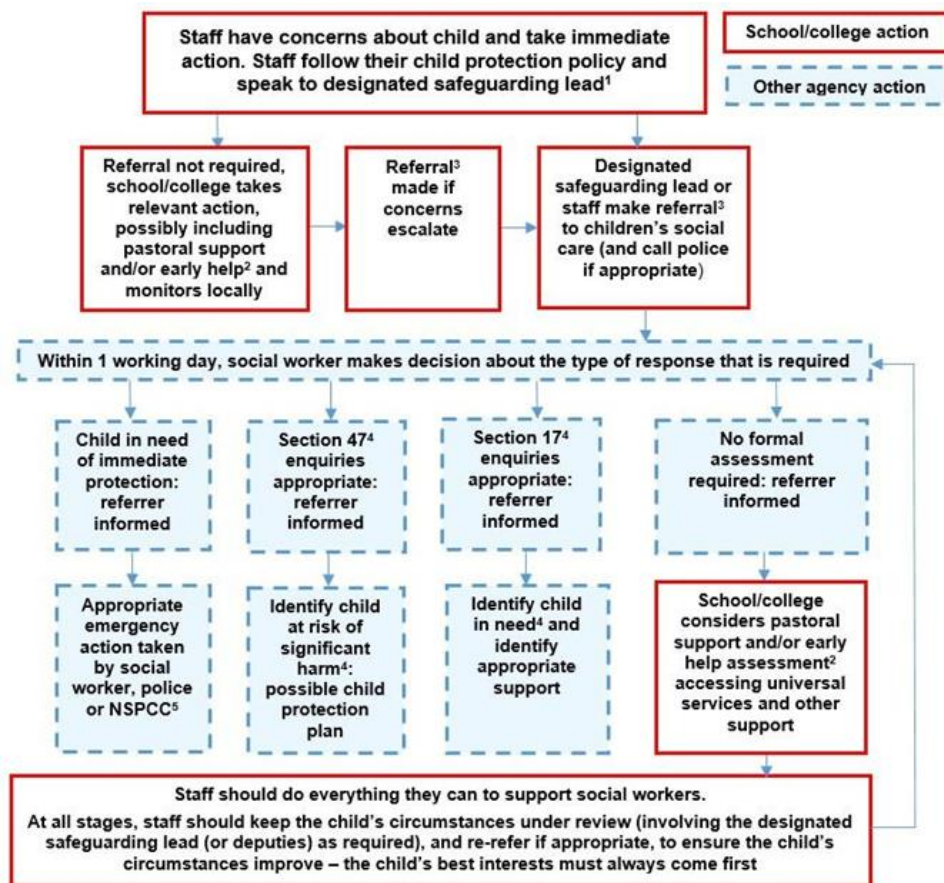 Staff have concerns about child and take immediate
action. Staff follow their child protection policy and
speak to designated safeguarding lead¹
School/college action
Other agency action
Referral not required,
school/college takes
relevant action,
possibly including
pastoral support
and/or early help² and
monitors locally
Referral³
made if
concerns
escalate
Designated
safeguarding lead or
staff make referral³
to children’s social
care (and call police
if appropriate)
Within 1 working day, social worker makes decision about the type of response that is required
Child in need
of immediate
protection:
referrer
informed
Section 47⁴
enquiries
appropriate:
referrer
informed
Section 17⁴
enquiries
appropriate:
referrer
informed
No formal
assessment
required: referrer
informed
Appropriate
emergency
action taken
by social
worker, police
or NSPCC⁵
Identify child
at risk of
significant
harm⁴:
possible child
protection
plan
Identify child
in need⁴ and
identify
appropriate
support
School/college
considers pastoral
support and/or early
help assessment²
accessing universal
services and other
support
Staff should do everything they can to support social workers.
At all stages, staff should keep the child’s circumstances under review (involving the designated
safeguarding lead (or deputies) as required), and re-refer if appropriate, to ensure the child’s
circumstances improve – the child’s best interests must always come first